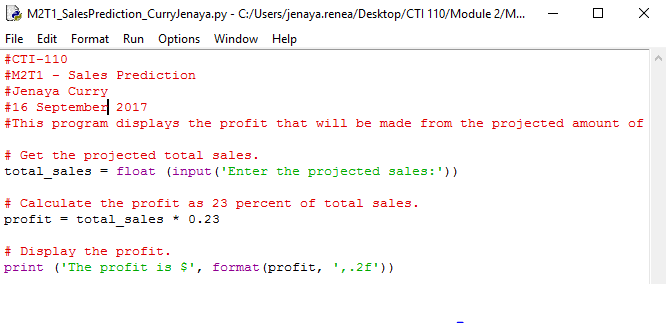 M2T1_SalesPrediction_CurryJenaya.py - C:/Users/jenaya.renea/Desktop/CTI 110/Module 2/M...
File Edit Format Run Options Window Help
#CTI-110
#M2T1 - Sales Prediction
#Jenaya Curry
#16 September 2017
#This program displays the profit that will be made from the projected amount of
# Get the projected total sales.
total_sales = float (input('Enter the projected sales:'))
# Calculate the profit as 23 percent of total sales.
profit = total_sales * 0.23
# Display the profit.
print ('The profit is $', format(profit, ',.2f'))